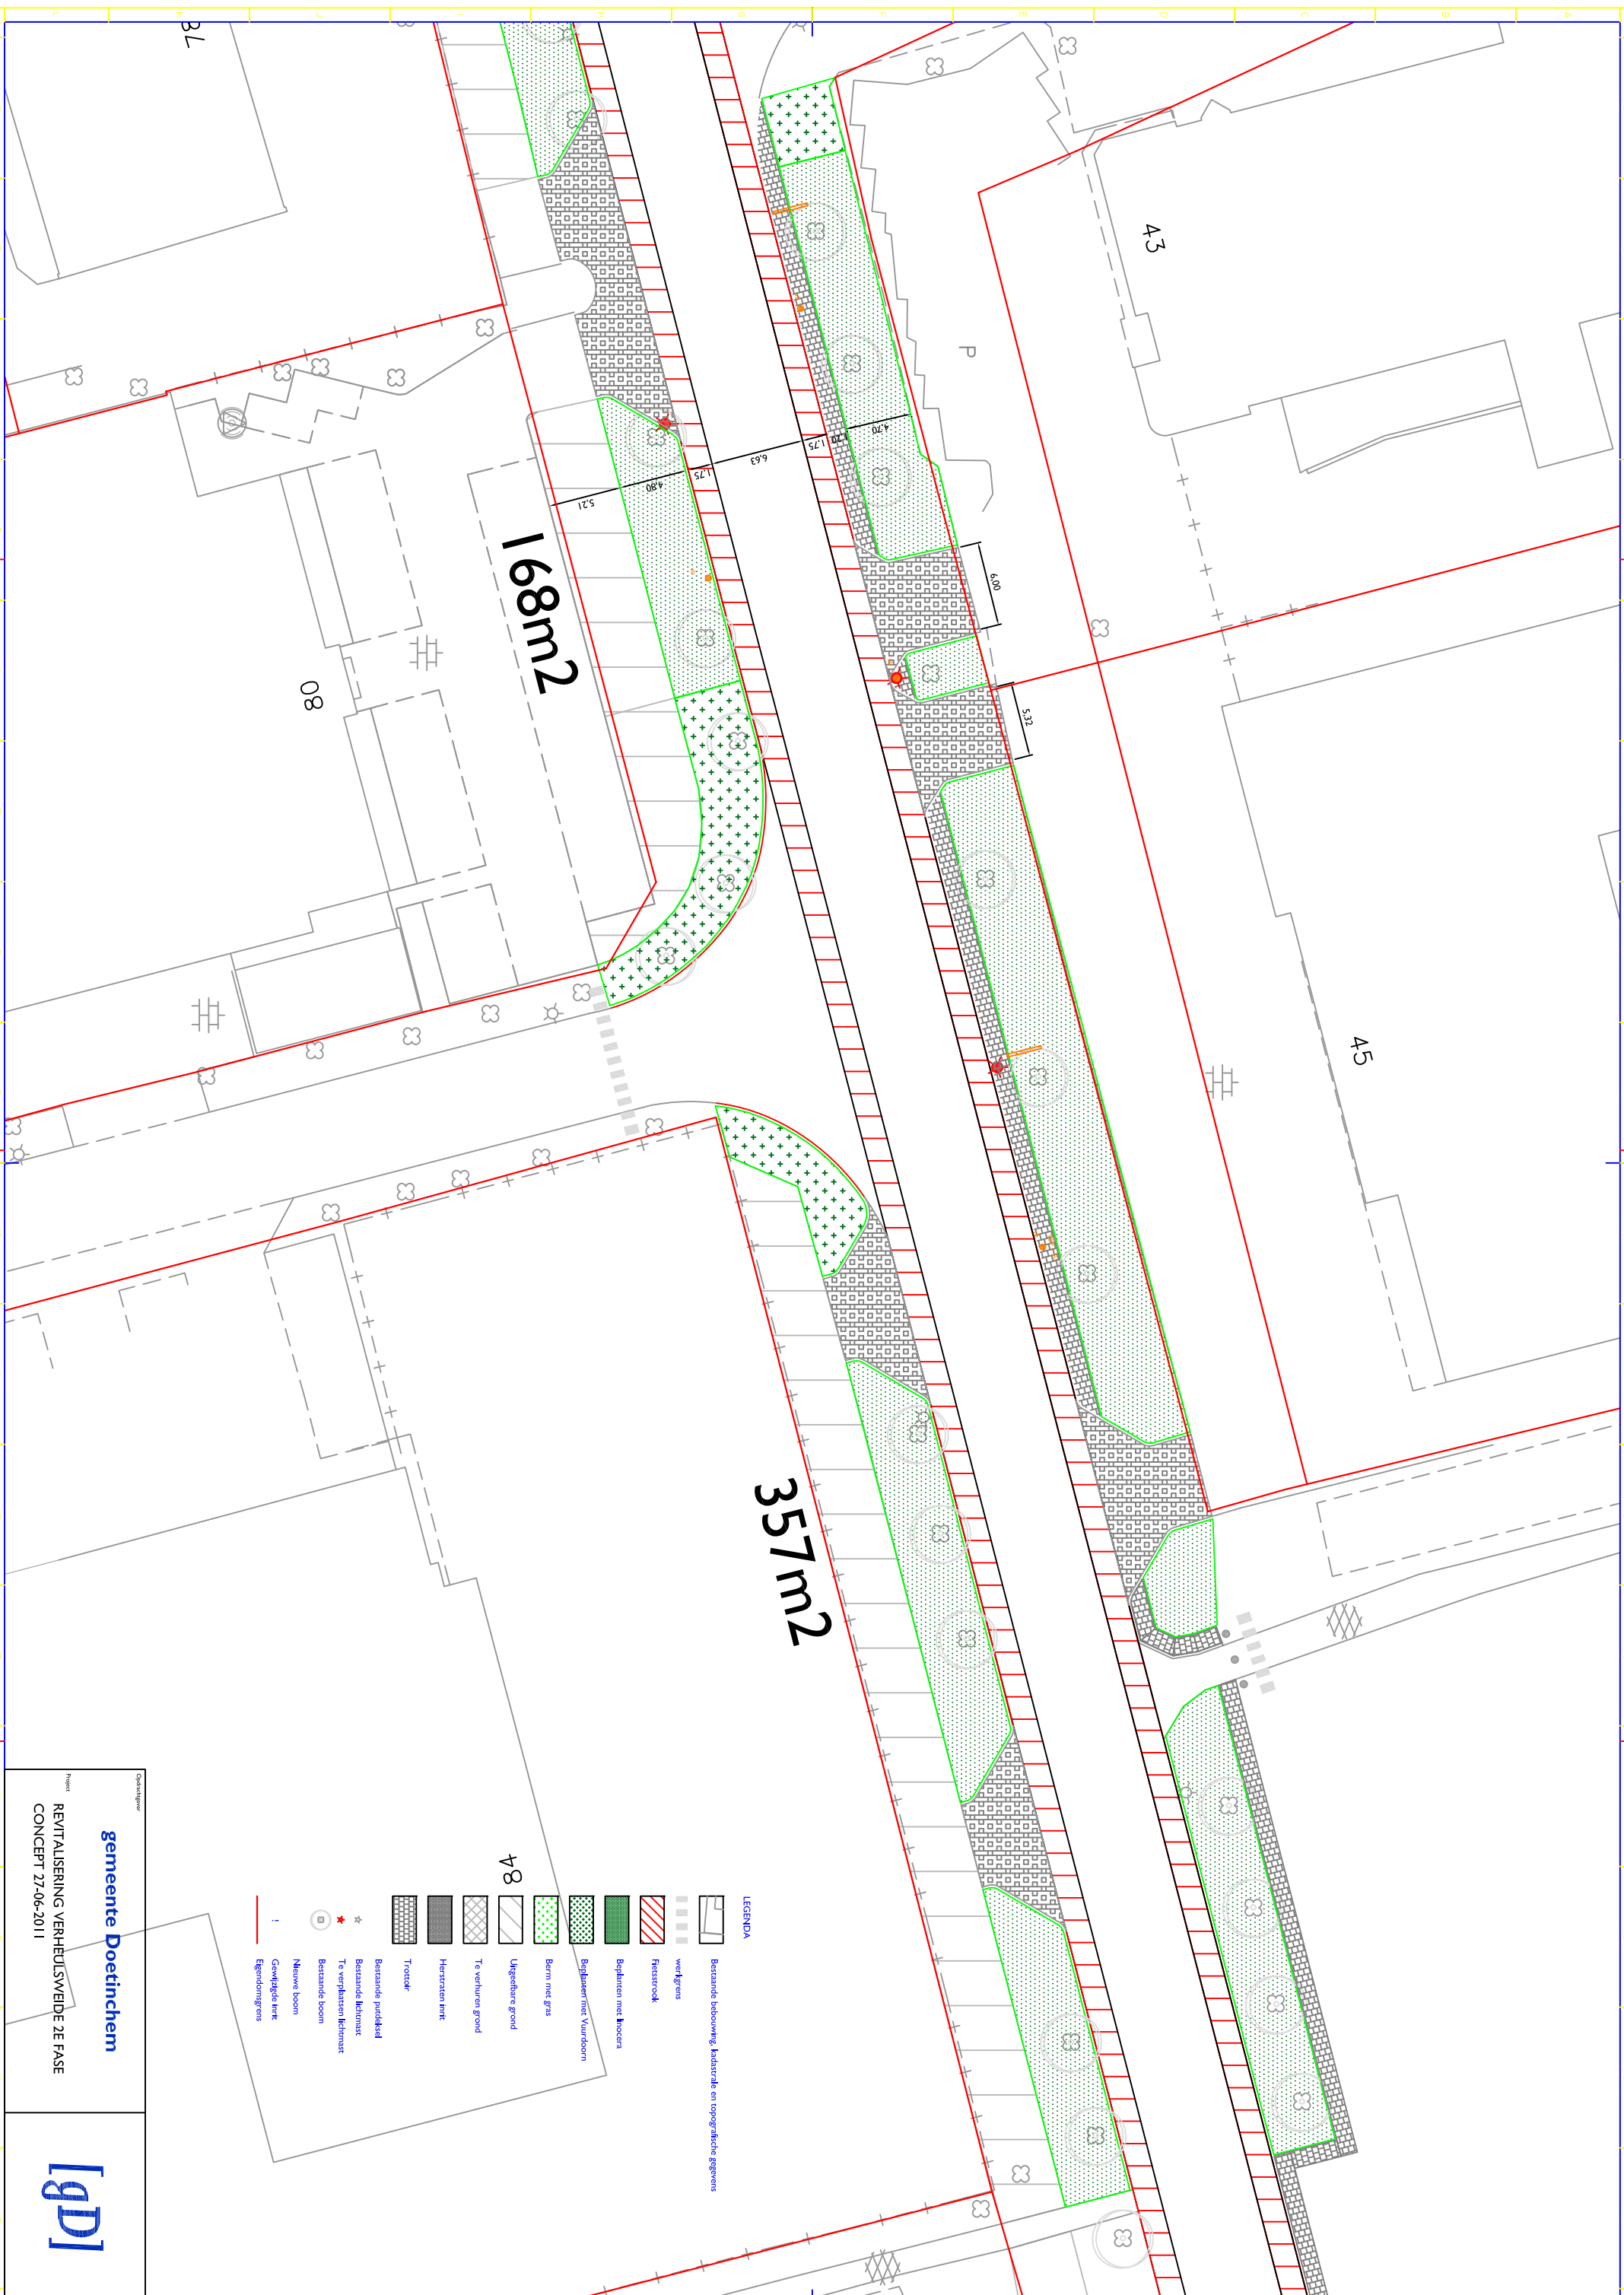 78
43
P
4,70
1,20
1,75
6,63
1,75
4,80
5,21
168m2
6,00
5,32
80
45
357m2
84
LEGENDA
Bestaande bebouwing, kadastrale en topografische gegevens
werkgrens
Fietsstrook
Beplanten met linocera
Beplanten met Vuurdoorn
Berm met gras
Uitgeefbare grond
Te verhuren grond
Herstraten inrit
Trottoir
Bestaande putdeksel
Bestaande lichtmast
Te verplaatsen lichtmast
Bestaande boom
Nieuwe boom
! Gewijzigde inrit
Eigendomsgrens
Opdrachtgever
gemeente Doetinchem
Project
REVITALISERING VERHEULSWEIDE 2E FASE
CONCEPT 27-06-2011
[gD]